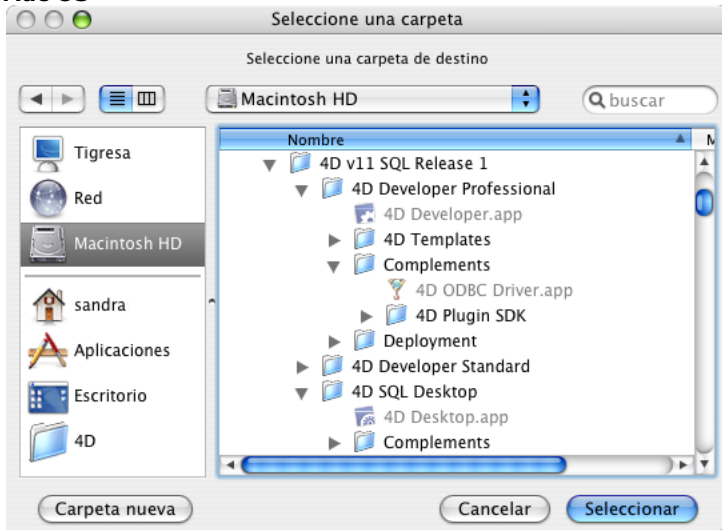 Seleccione una carpeta
Seleccione una carpeta de destino
Macintosh HD
buscar
Tigresa
Red
Macintosh HD
sandra
Aplicaciones
Escritorio
4D
Nombre
4D v11 SQL Release 1
4D Developer Professional
4D Developer.app
4D Templates
Complements
4D ODBC Driver.app
4D Plugin SDK
Deployment
4D Developer Standard
4D SQL Desktop
4D Desktop.app
Complements
Carpeta nueva
Cancelar
Seleccionar